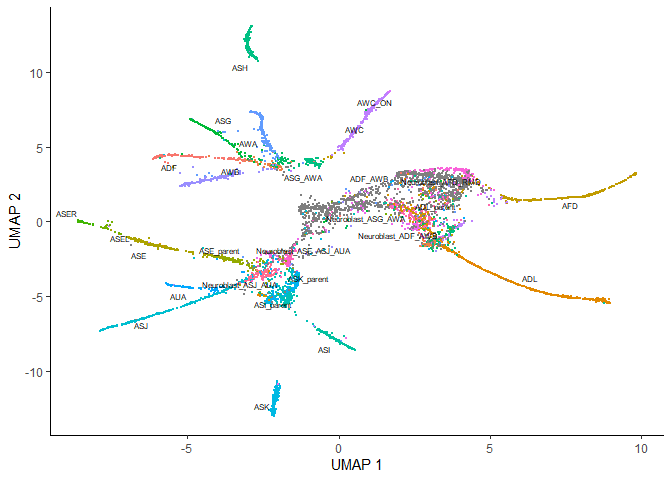 ASH
10
AWC_ON
ASG
AWC
AWA
5
ADF
AWB
ASG_AWA
ADF_AWB
AFD
UMAP 2
ASER
0
ADL_parent
Neuroblast_ASG_AWA
ASEL
Neuroblast_ADF_AWB
ASE
ASE_parent
Neuroblast_ASE_ASJ_AUA
ASK_parent
ADL
Neuroblast_ASJ_AUA
-5
AUA
ASI_parent
ASJ
ASI
-10
ASK
-5
0
5
10
UMAP 1